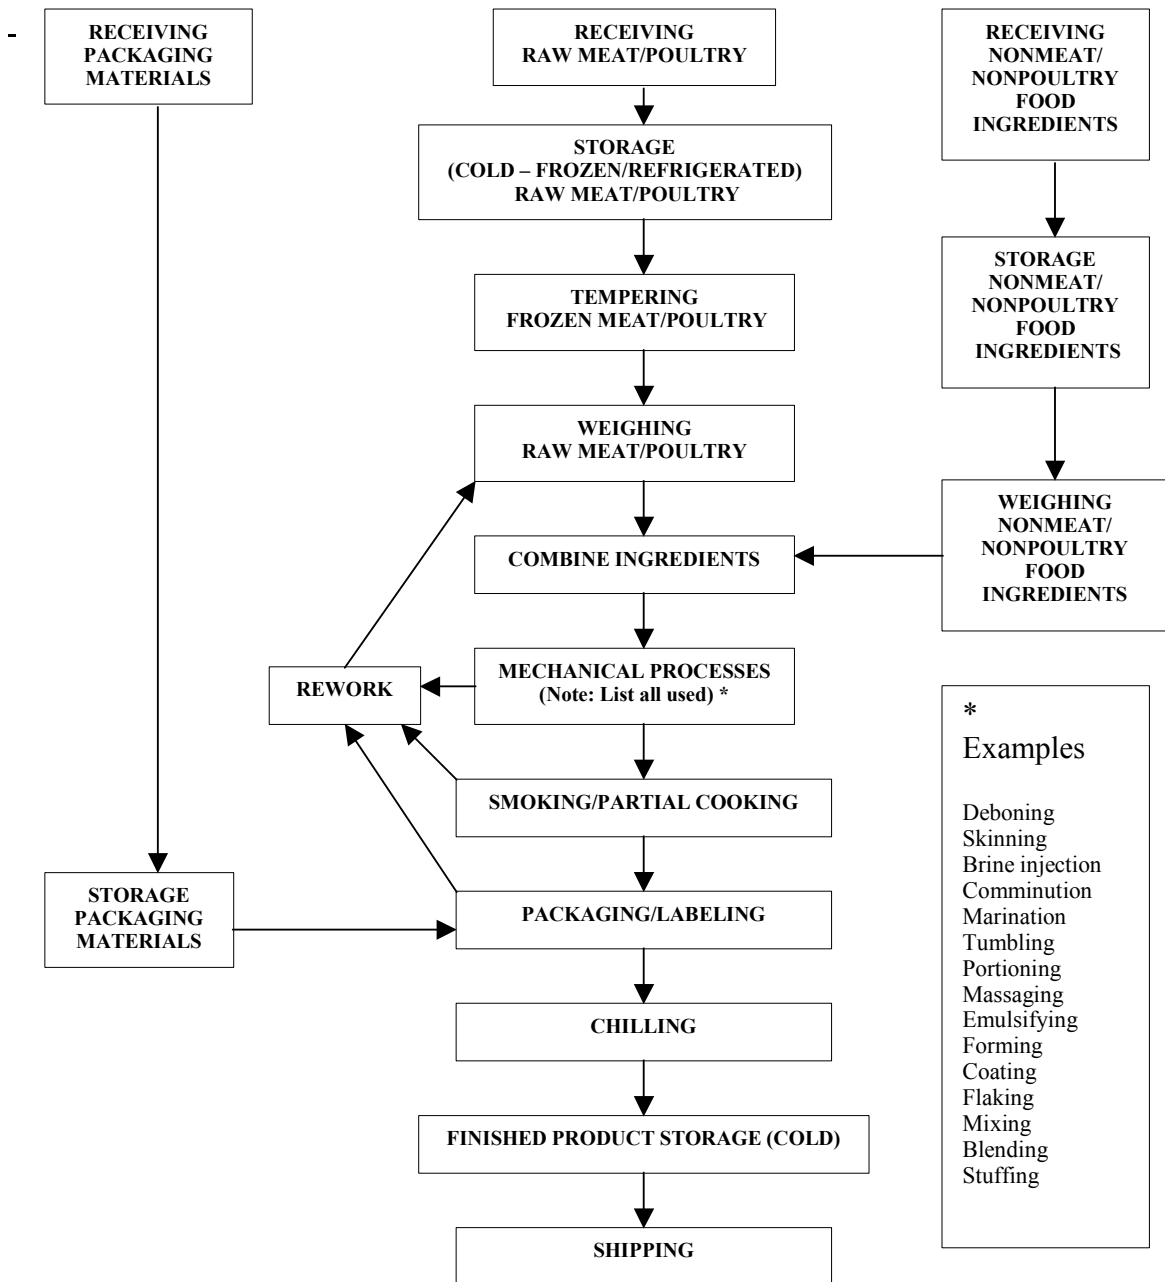 -
RECEIVING
PACKAGING
MATERIALS
RECEIVING
RAW MEAT/POULTRY
RECEIVING
NONMEAT/
NONPOULTRY
FOOD
INGREDIENTS
STORAGE
(COLD – FROZEN/REFRIGERATED)
RAW MEAT/POULTRY
STORAGE
NONMEAT/
NONPOULTRY
FOOD
INGREDIENTS
TEMPERING
FROZEN MEAT/POULTRY
WEIGHING
RAW MEAT/POULTRY
WEIGHING
NONMEAT/
NONPOULTRY
FOOD
INGREDIENTS
COMBINE INGREDIENTS
MECHANICAL PROCESSES
(Note: List all used) *
REWORK
SMOKING/PARTIAL COOKING
STORAGE
PACKAGING
MATERIALS
PACKAGING/LABELING
CHILLING
FINISHED PRODUCT STORAGE (COLD)
SHIPPING
*
Examples
Deboning
Skinning
Brine injection
Comminution
Marination
Tumbling
Portioning
Massaging
Emulsifying
Forming
Coating
Flaking
Mixing
Blending
Stuffing